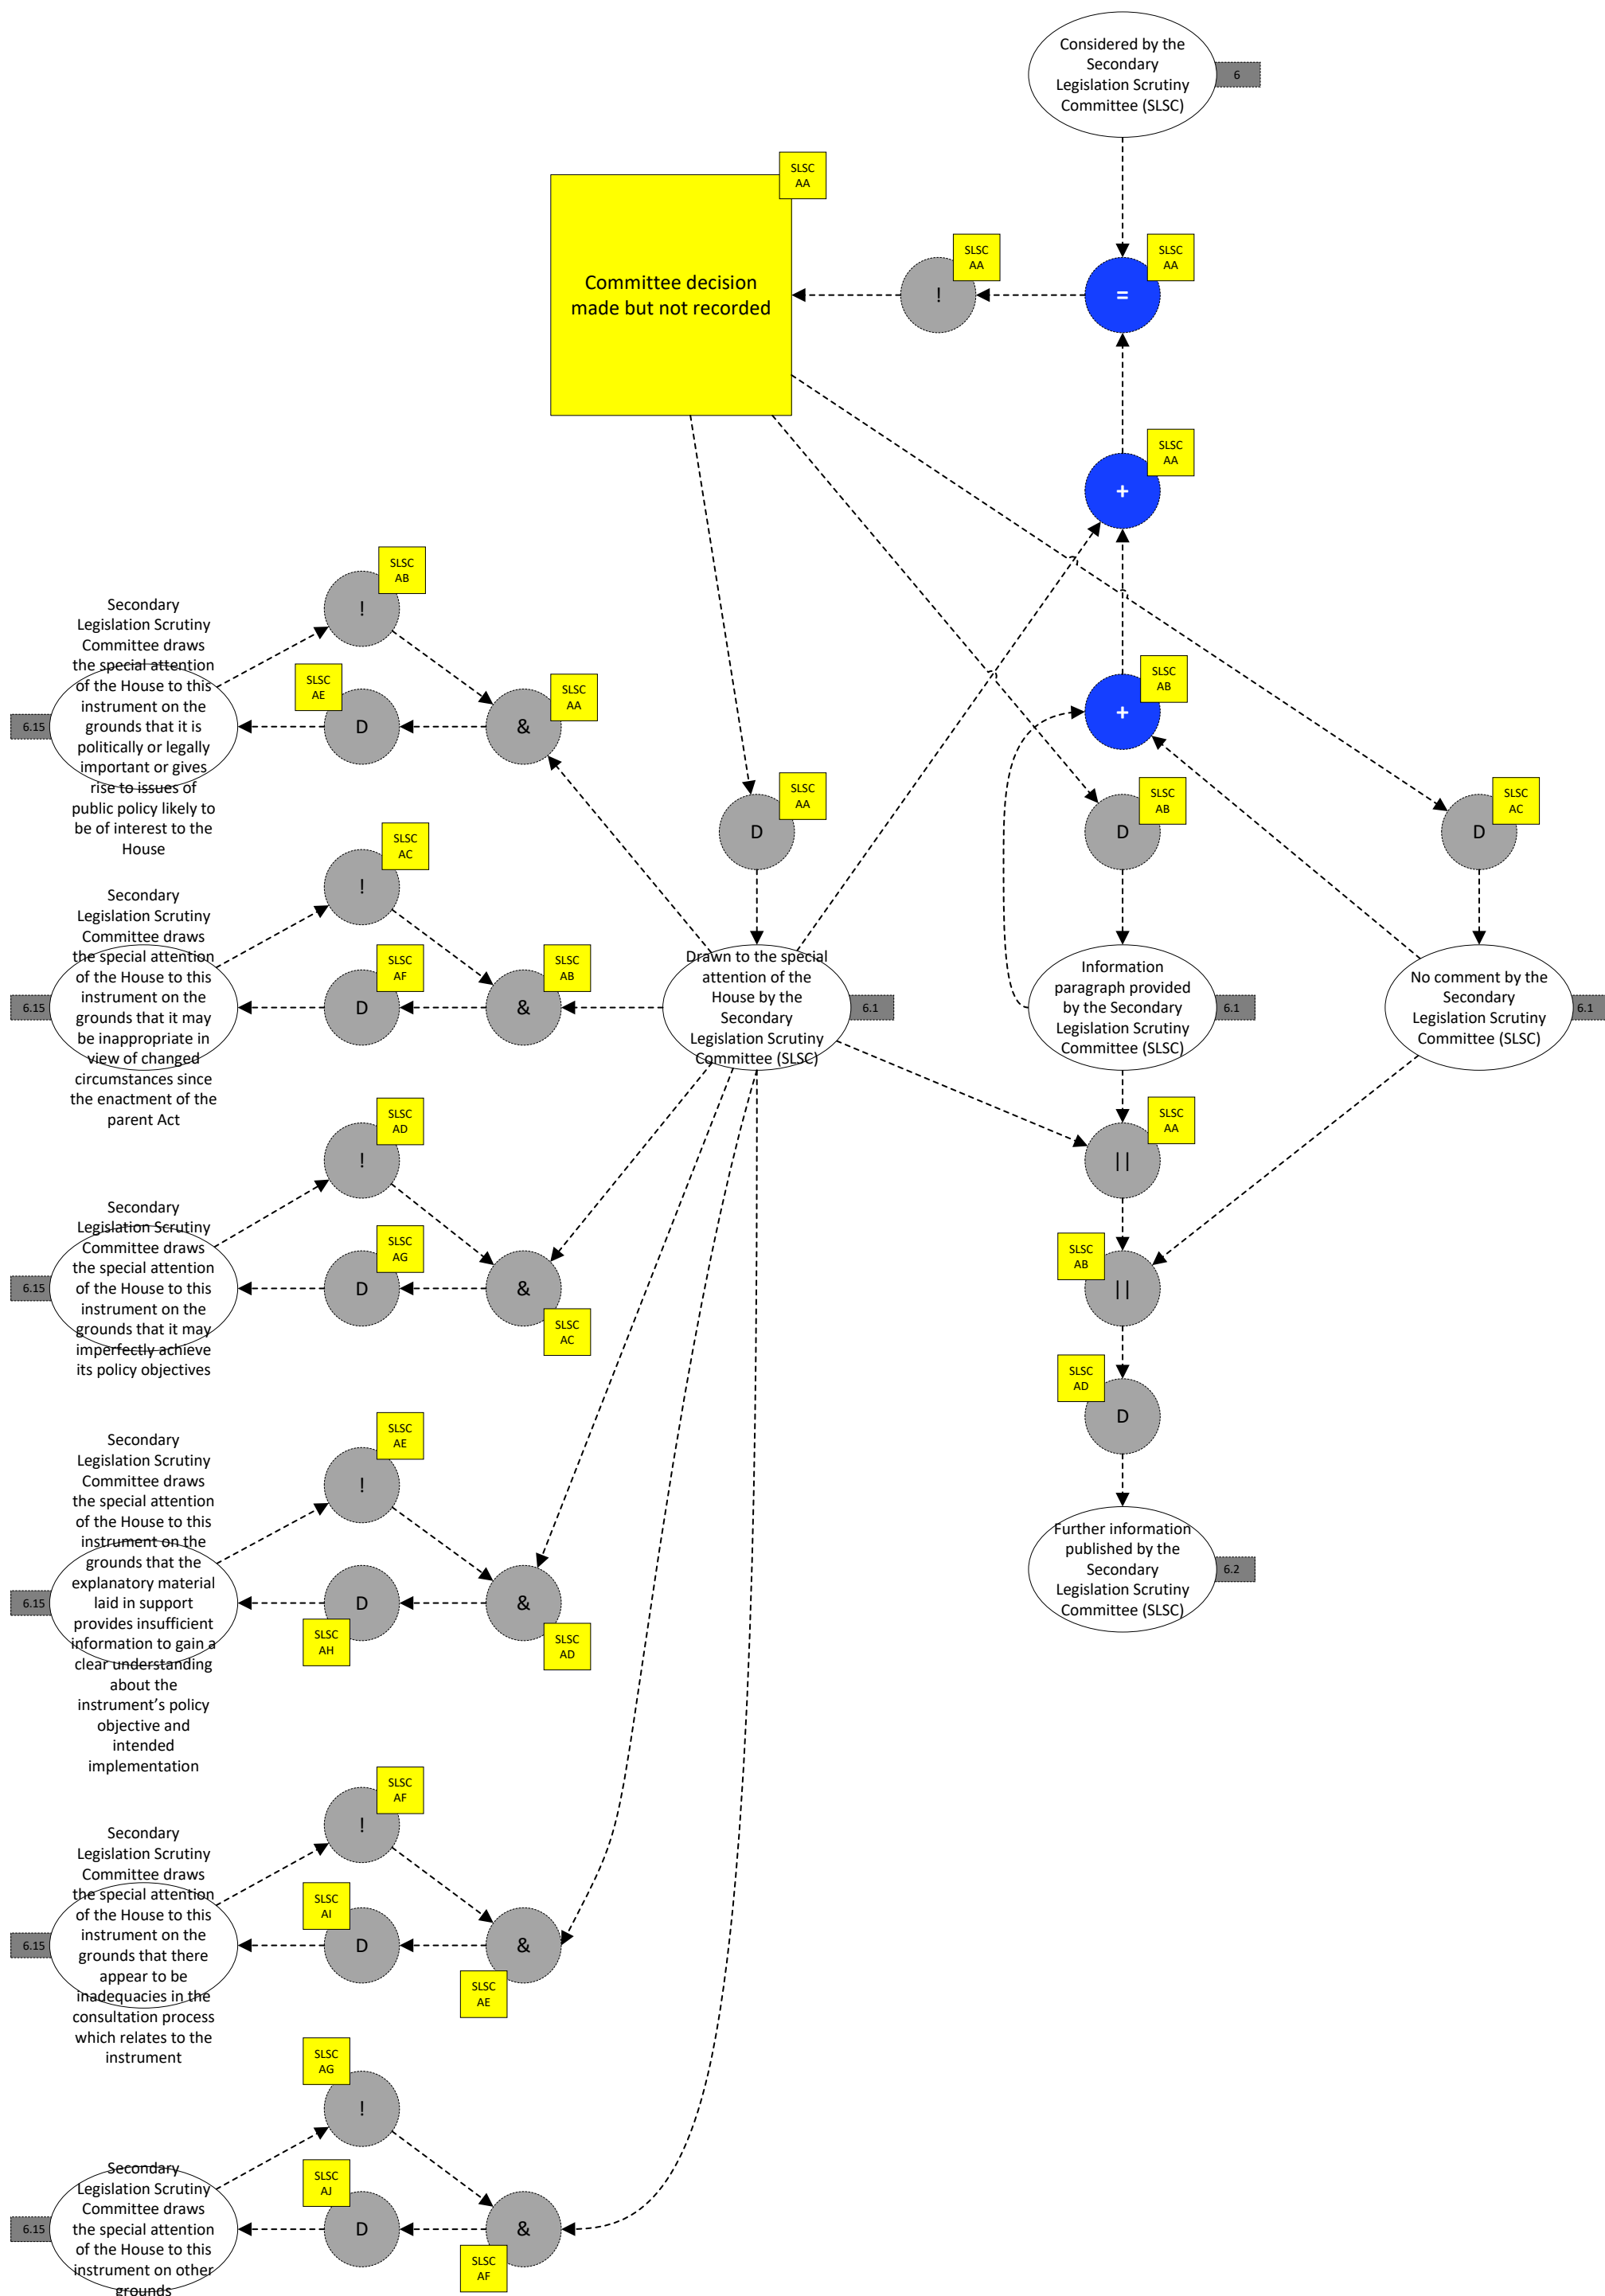 Considered by the
Secondary
Legislation Scrutiny
Committee (SLSC)
6
SLSC
AA
Committee decision
made but not recorded
SLSC
AA
!
SLSC
AA
=
SLSC
AA
+
SLSC
AB
!
SLSC
AB
+
Secondary
Legislation Scrutiny
Committee draws
the special attention
of the House to this
instrument on the
grounds that it is
politically or legally
important or gives
rise to issues of
public policy likely to
be of interest to the
House
6.15
SLSC
AE
D
SLSC
AA
&
SLSC
AA
D
SLSC
AB
D
SLSC
AC
D
SLSC
AC
!
Secondary
Legislation Scrutiny
Committee draws
the special attention
of the House to this
instrument on the
grounds that it may
be inappropriate in
view of changed
circumstances since
the enactment of the
parent Act
6.15
SLSC
AF
D
SLSC
AB
&
Drawn to the special
attention of the
House by the
Secondary
Legislation Scrutiny
Committee (SLSC)
6.1
Information
paragraph provided
by the Secondary
Legislation Scrutiny
Committee (SLSC)
6.1
No comment by the
Secondary
Legislation Scrutiny
Committee (SLSC)
6.1
SLSC
AD
!
SLSC
AA
||
Secondary
Legislation Scrutiny
Committee draws
the special attention
of the House to this
instrument on the
grounds that it may
imperfectly achieve
its policy objectives
6.15
SLSC
AG
D
&
SLSC
AC
SLSC
AB
||
SLSC
AD
D
SLSC
AE
!
Secondary
Legislation Scrutiny
Committee draws
the special attention
of the House to this
instrument on the
grounds that the
explanatory material
laid in support
provides insufficient
information to gain a
clear understanding
about the
instrument’s policy
objective and
intended
implementation
6.15
D
SLSC
AH
&
SLSC
AD
Further information
published by the
Secondary
Legislation Scrutiny
Committee (SLSC)
6.2
SLSC
AF
!
Secondary
Legislation Scrutiny
Committee draws
the special attention
of the House to this
instrument on the
grounds that there
appear to be
inadequacies in the
consultation process
which relates to the
instrument
6.15
SLSC
AI
D
&
SLSC
AE
SLSC
AG
!
Secondary
Legislation Scrutiny
Committee draws
the special attention
of the House to this
instrument on other
grounds
6.15
SLSC
AJ
D
&
SLSC
AF